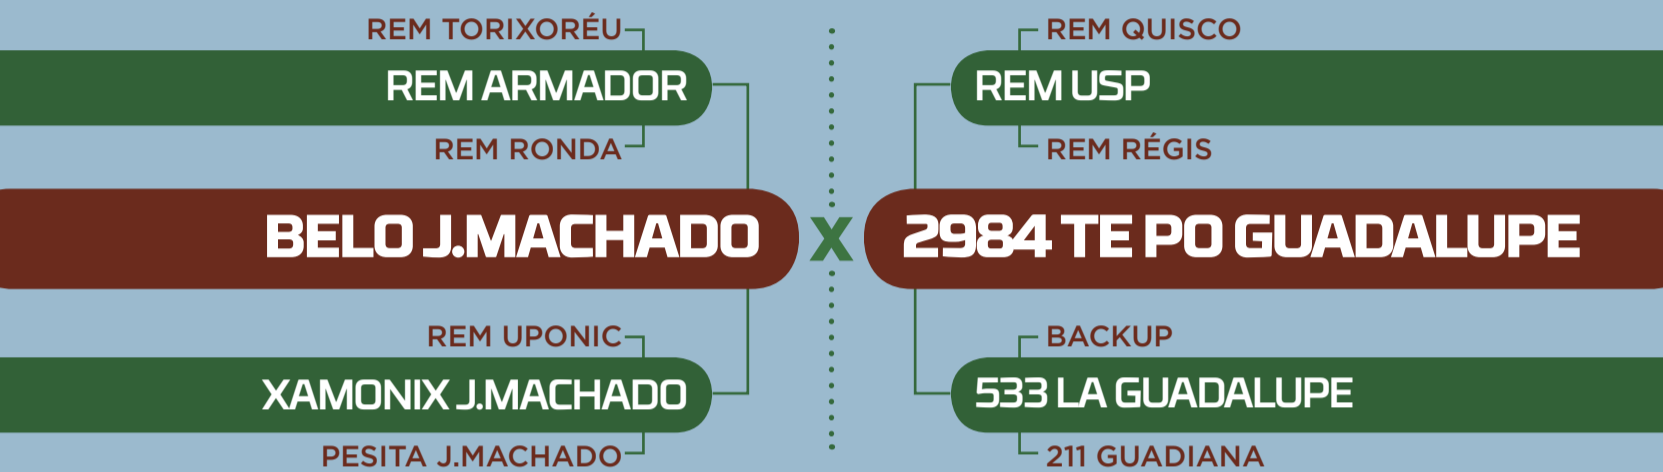 REM TORIXORÉU
REM ARMADOR
REM RONDA
BELO J.MACHADO
REM UPONIC
XAMONIX J.MACHADO
PESITA J.MACHADO
X
REM QUISCO
REM USP
REM RÉGIS
2984 TE PO GUADALUPE
BACKUP
533 LA GUADALUPE
211 GUADIANA